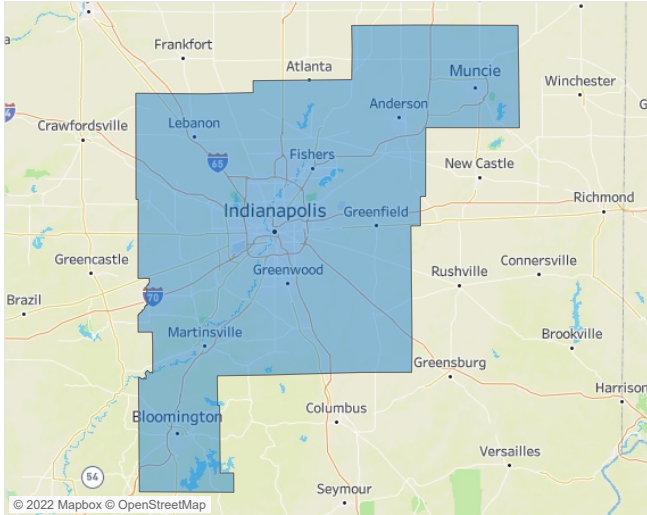 Frankfort
Atlanta
Muncie
Winchester
Anderson
Lebanon
Crawfordsville
Fishers
65
New Castle
Richmond
Indianapolis
Greenfield
Greencastle
Connersville
Greenwood
Rushville
Brazil
70
Martinsville
Brookville
Greensburg
Harrison
Columbus
Bloomington
Versailles
54
Seymour
© 2022 Mapbox © OpenStreetMap